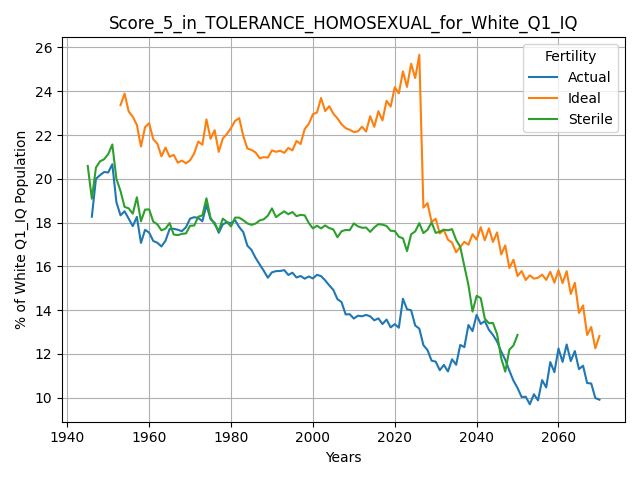 Score_5_in_TOLERANCE_HOMOSEXUAL_for_White_Q1_IQ
% of White Q1_IQ Population
26
24
22
20
18
16
14
12
10
Fertility
Actual
Ideal
Sterile
1940 1960 1980 2000 2020 2040 2060
Years